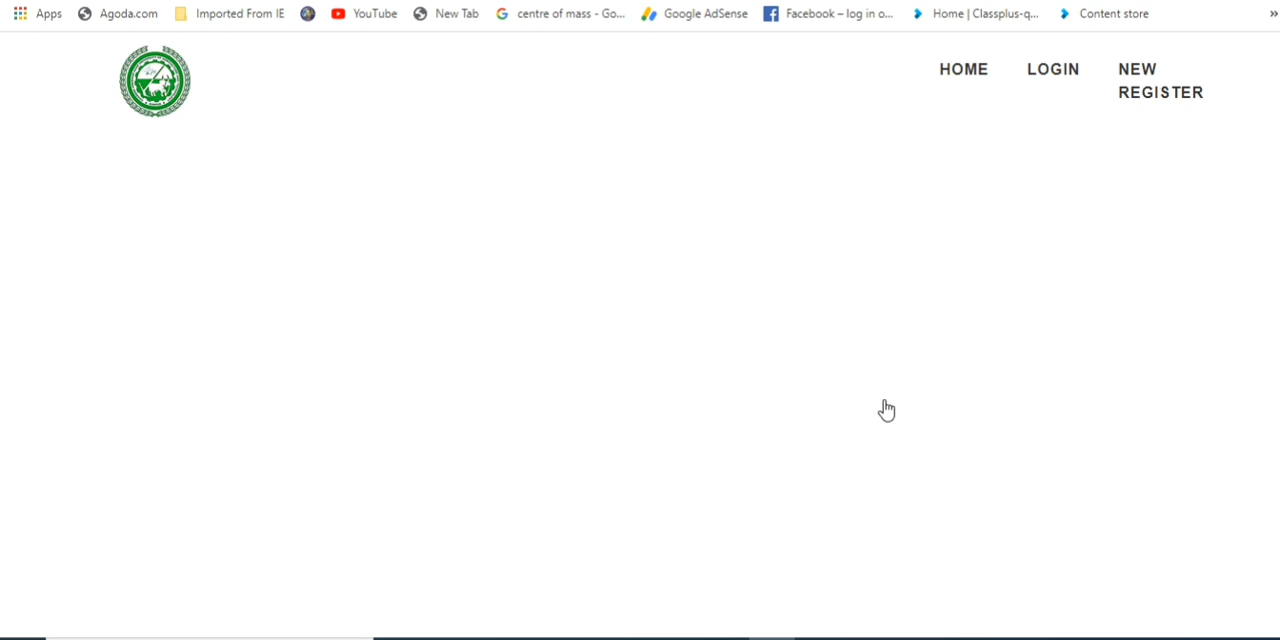 Apps Agoda.com Imported From IE YouTube New Tab centre of mass - Go... Google AdSense Facebook – log in o... Home | Classplus-q... Content store »
HOME LOGIN NEW
REGISTER